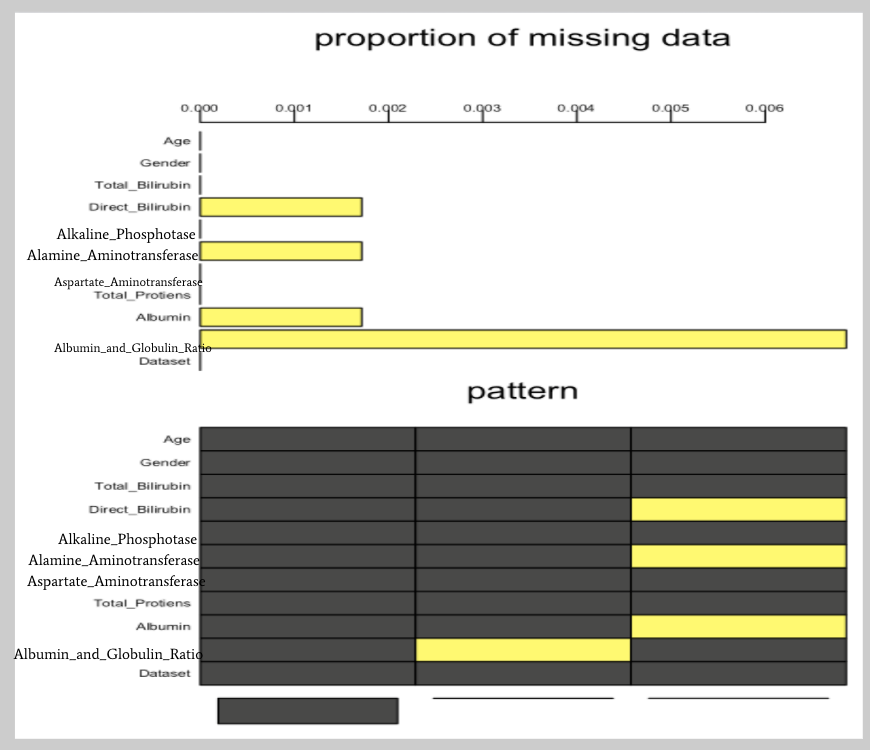 proportion of missing data
0.000 0.001 0.002 0.003 0.004 0.005 0.006
Age
Gender
Total_Bilirubin
Direct_Bilirubin
Alkaline_Phosphotase
Alamine_Aminotransferase
Aspartate_Aminotransferase
Total_Protiens
Albumin
Albumin_and_Globulin_Ratio
Dataset
pattern
Age
Gender
Total_Bilirubin
Direct_Bilirubin
Alkaline_Phosphotase
Alamine_Aminotransferase
Aspartate_Aminotransferase
Total_Protiens
Albumin
Albumin_and_Globulin_Ratio
Dataset